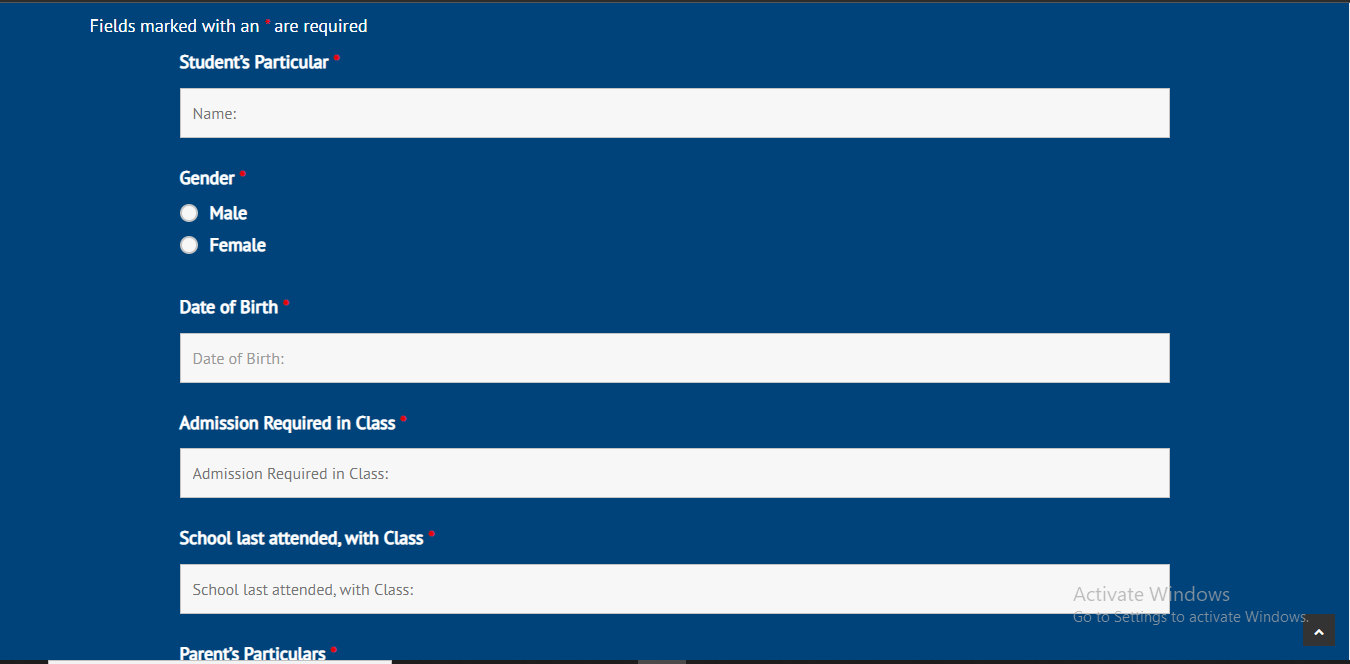 Fields marked with an * are required
Student's Particular *
Name:
Gender *
Male
Female
Date of Birth *
Date of Birth:
Admission Required in Class *
Admission Required in Class:
School last attended, with Class *
School last attended, with Class:
Activate Windows
Go to Settings to activate Windows.
Parent's Particulars *